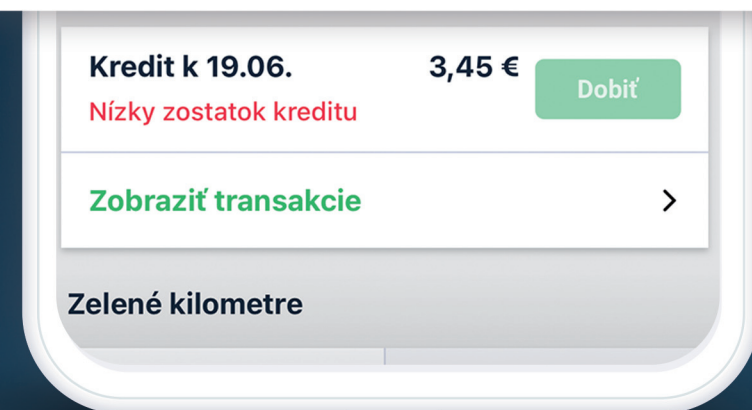 Kredit k 19.06. 3,45 € Dobiť
Nízky zostatok kreditu
Zobraziť transakcie
Zelené kilometre